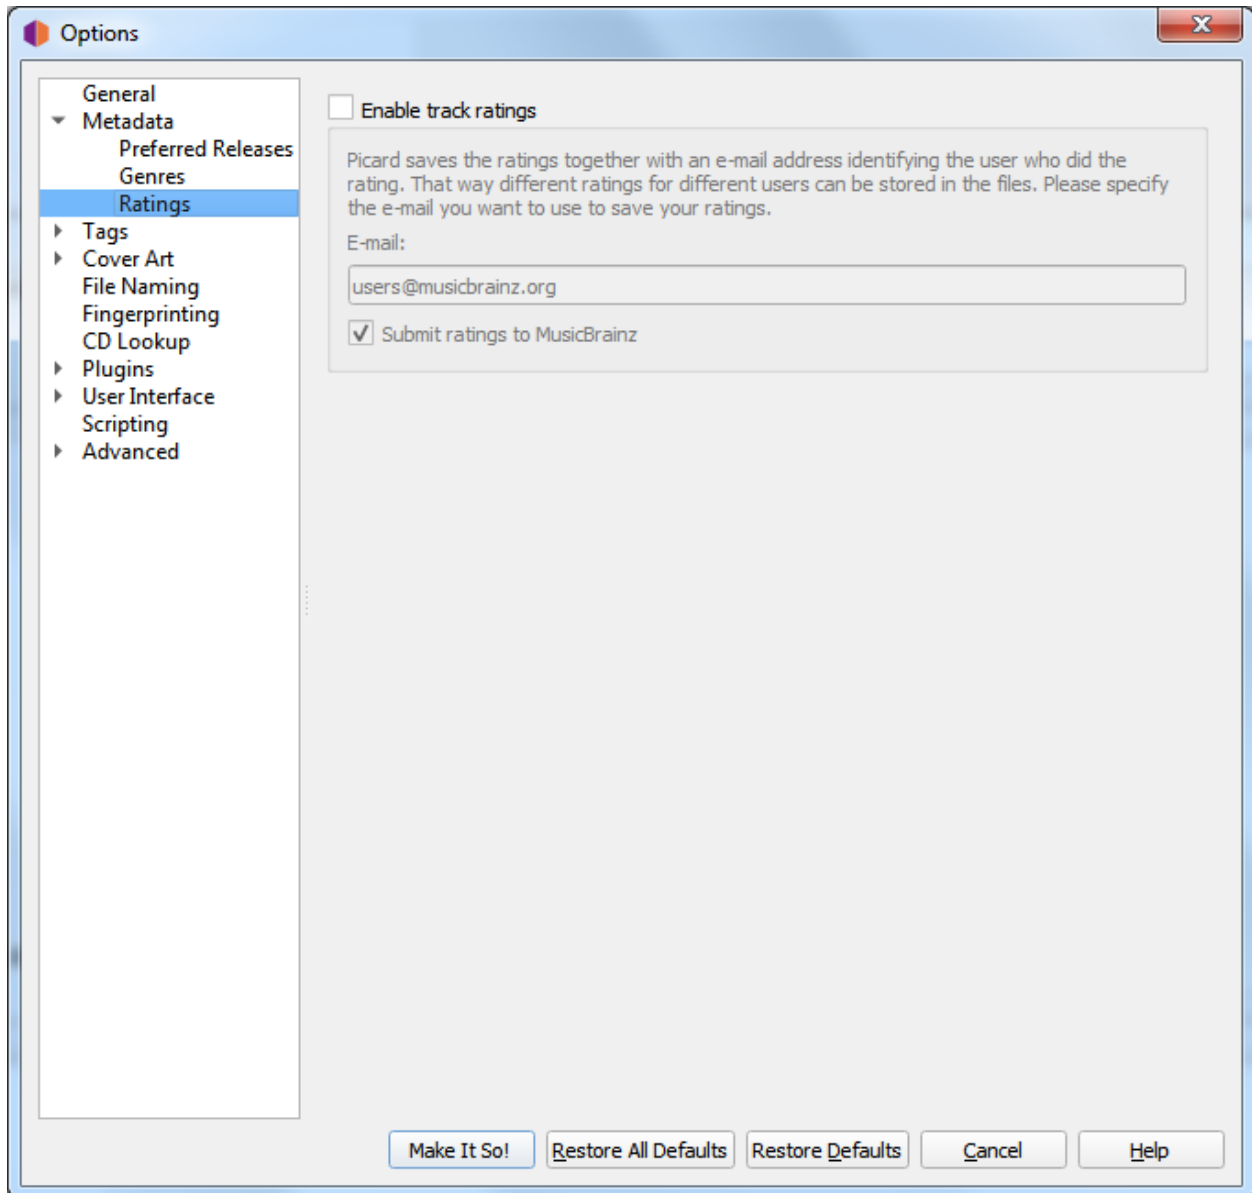 Options
General
Metadata
Preferred Releases
Genres
Ratings
Tags
Cover Art
File Naming
Fingerprinting
CD Lookup
Plugins
User Interface
Scripting
Advanced
Enable track ratings
Picard saves the ratings together with an e-mail address identifying the user who did the
rating. That way different ratings for different users can be stored in the files. Please specify
the e-mail you want to use to save your ratings.
E-mail:
users@musicbrainz.org
Submit ratings to MusicBrainz
Make It So!
Restore All Defaults
Restore Defaults
Cancel
Help